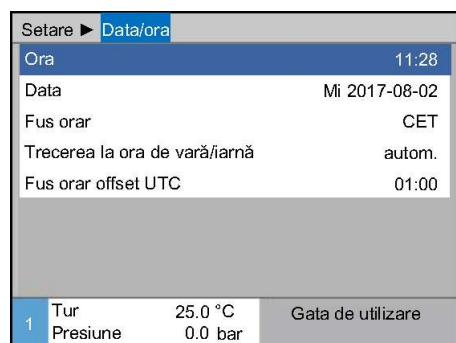 Setare ► Data/ora
Ora 11:28
Data Mi 2017-08-02
Fus orar CET
Trecerea la ora de vară/iarnă autom.
Fus orar offset UTC 01:00
1 Tur 25.0 °C Gata de utilizare
Presiune 0.0 bar